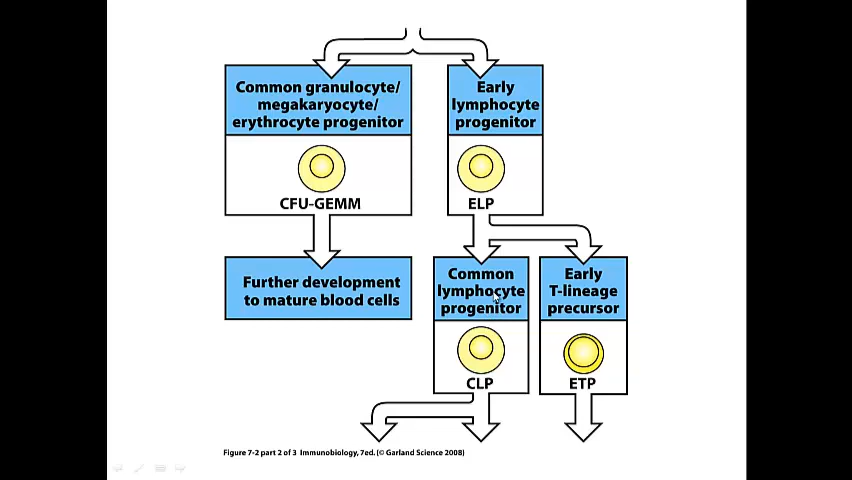 Common granulocyte/
megakaryocyte/
erythrocyte progenitor
CFU-GEMM
Early
lymphocyte
progenitor
ELP
Further development
to mature blood cells
Common
lymphocyte
progenitor
CLP
Early
T-lineage
precursor
ETP
Figure 7-2 part 2 of 3 Immunobiology, 7ed. (© Garland Science 2008)